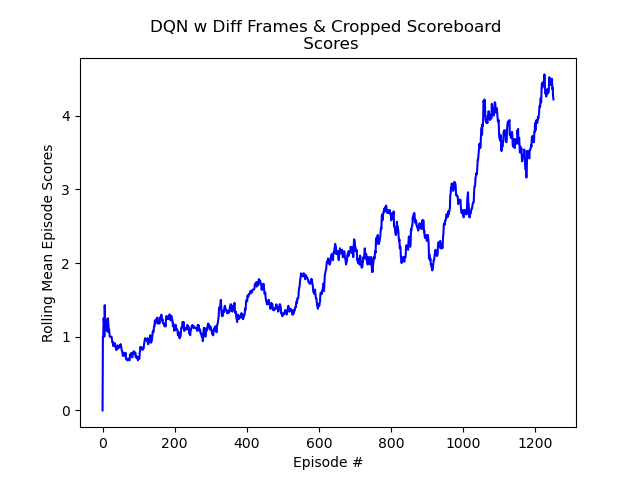 DQN w Diff Frames & Cropped Scoreboard
Scores
Rolling Mean Episode Scores
4
3
2
1
0
0 200 400 600 800 1000 1200
Episode #